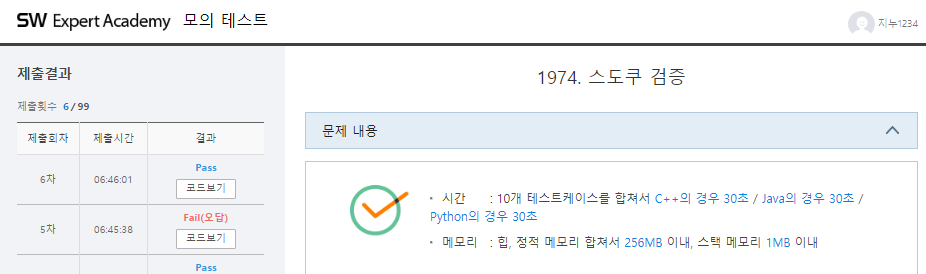 SW Expert Academy 모의 테스트
지누1234
제출결과
제출횟수 6 / 99
제출회차 제출시간 결과
6차 06:46:01 Pass
코드보기
5차 06:45:38 Fail(오답)
코드보기
Pass
1974. 스도쿠 검증
문제 내용
시간 : 10개 테스트케이스를 합쳐서 C++의 경우 30초 / Java의 경우 30초 /
Python의 경우 30초
메모리 : 힙, 정적 메모리 합쳐서 256MB 이내, 스택 메모리 1MB 이내